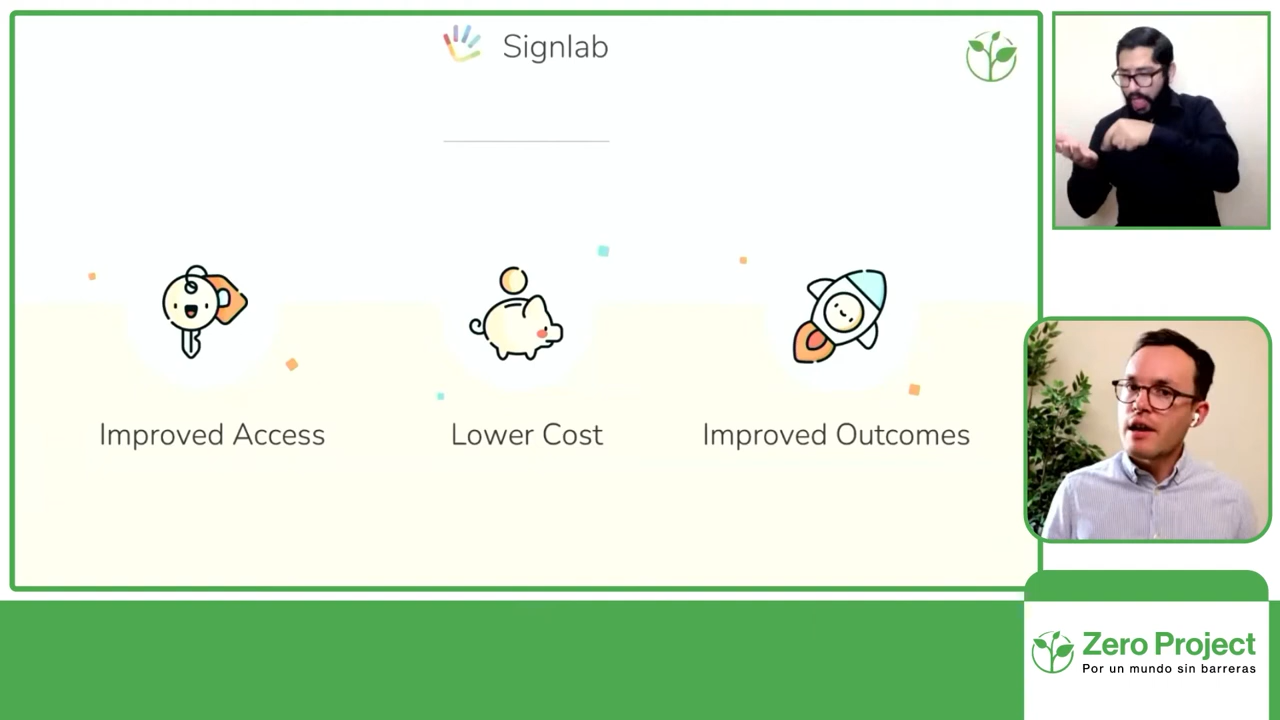 Signlab
Improved Access
Lower Cost
Improved Outcomes
Zero Project
Por un mundo sin barreras